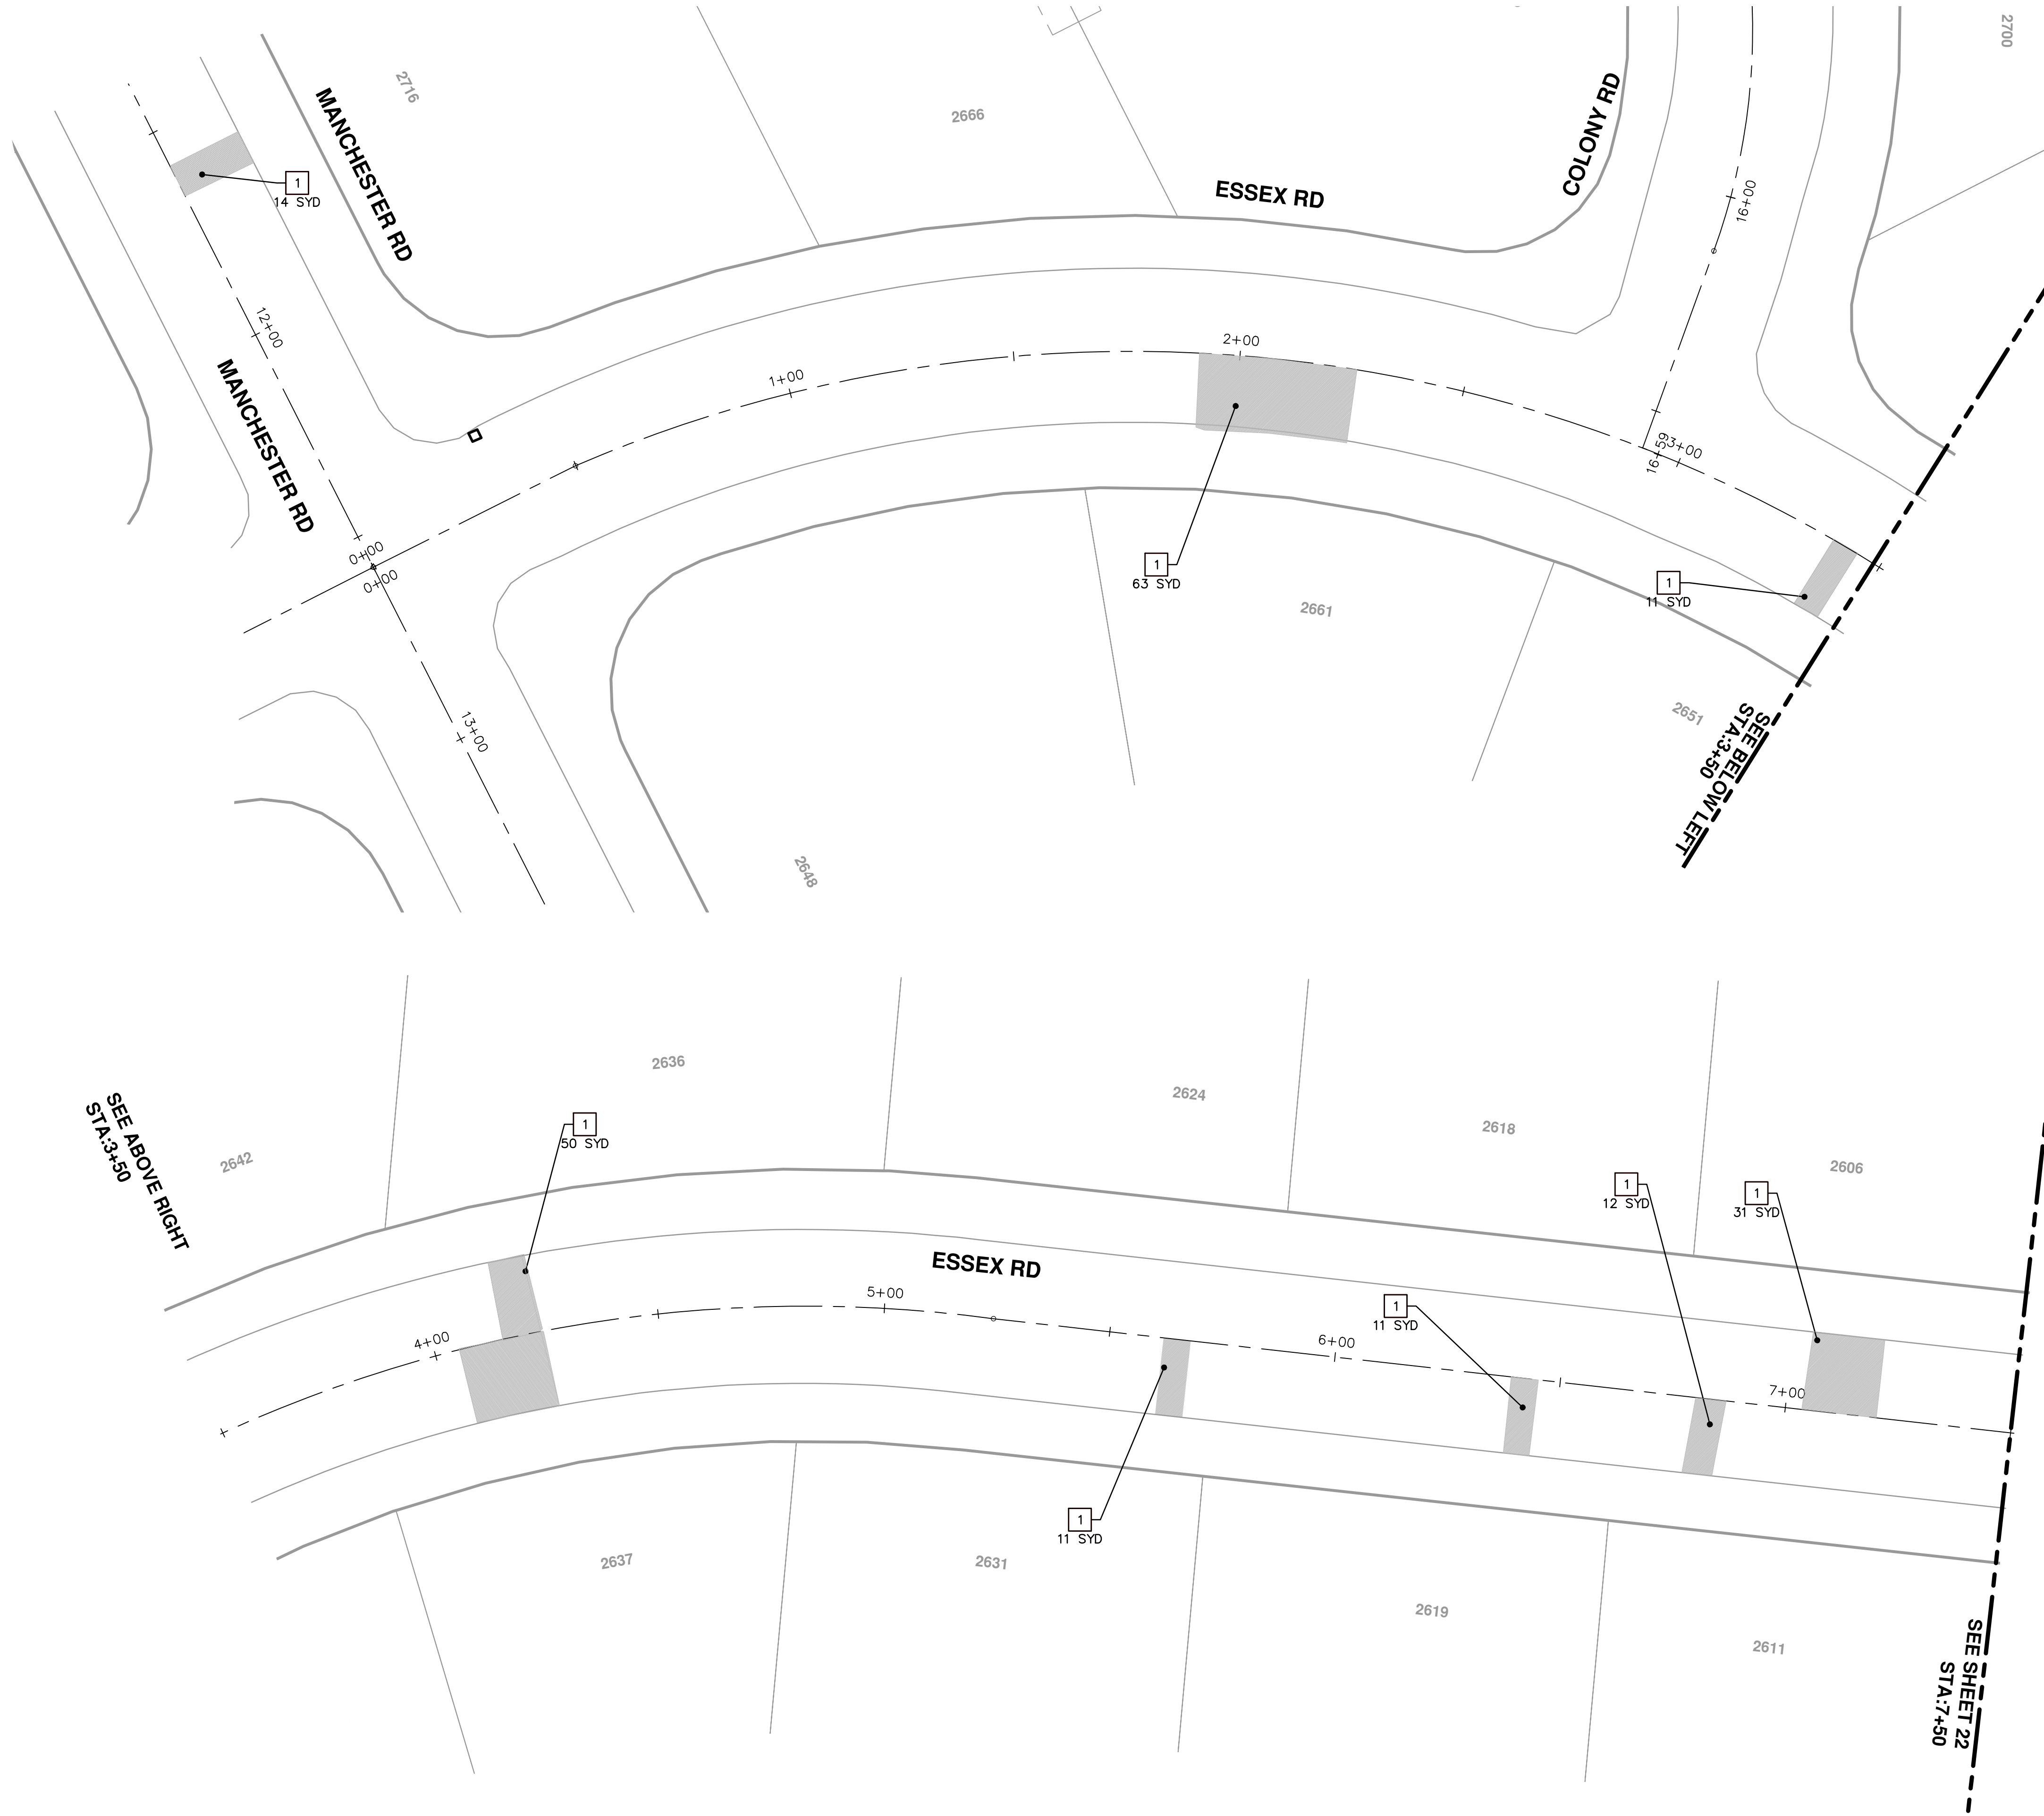 2716
MANCHESTER RD
2666
ESSEX RD
COLONY RD
2700
1
14 SYD
16+00
12+00
MANCHESTER RD
1+00
2+00
3+00
16+59
0+00
0+00
1
63 SYD
1
11 SYD
2661
2651
13+00
2648
SEE BELOW LEFT
STA:3+50
SEE ABOVE RIGHT
STA:3+50
2642
2636
2624
2618
2606
1
50 SYD
1
12 SYD
1
31 SYD
ESSEX RD
4+00
5+00
1
11 SYD
6+00
7+00
1
11 SYD
2637
2631
2619
2611
SEE SHEET 22
STA:7+50